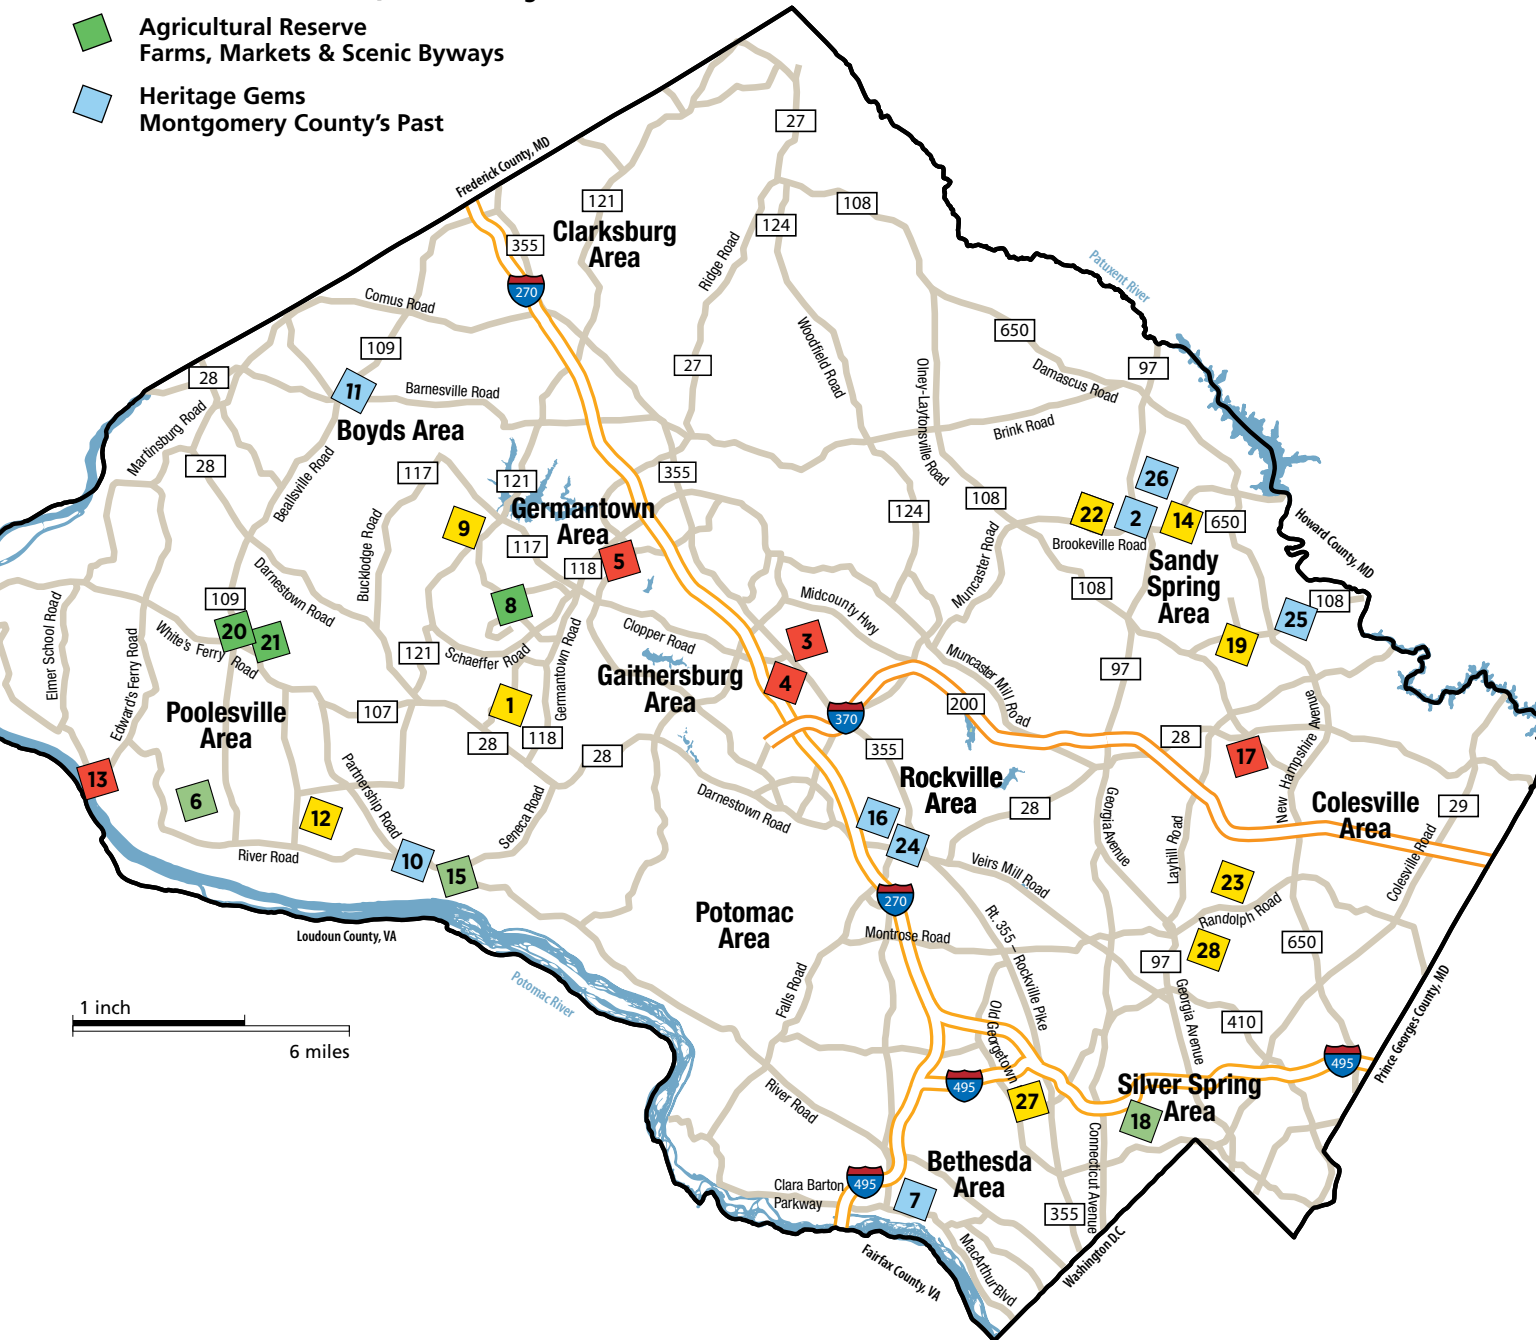 Agricultural Reserve
Farms, Markets & Scenic Byways
Heritage Gems
Montgomery County's Past
Frederick County, MD
27
121
108
124
355
Clarksburg
Area
Ridge Road
270
Patuxent River
Comus Road
109
Woodfield Road
650
27
97
28
11
Barnesville Road
Olney-Laytonsville Road
Damascus Road
Martinsburg Road
Boyds Area
Brink Road
28
Beallsville Road
117
121
355
26
108
124
22
2
14
650
Howard County, MD
9
Germantown
Area
Brookeville Road
Bucklodge Road
117
118
5
Muncaster Road
Sandy
Spring
Area
Darnestown Road
108
109
8
Midcounty Hwy
108
25
Elmer School Road
20
21
White's Ferry Road
Edward's Ferry Road
121
Schaeffer Road
Germantown Road
Clopper Road
3
19
Muncaster Mill Road
97
Gaithersburg
Area
4
Poolesville
Area
107
1
200
370
New Hampshire Avenue
28
118
28
355
28
17
13
Partnership Road
Rockville
Area
6
12
Seneca Road
Darnestown Road
16
28
Georgia Avenue
Layhill Road
Colesville
Area
29
24
River Road
10
15
Veirs Mill Road
Colesville Road
23
270
Randolph Road
Potomac
Area
Rt. 355 – Rockville Pike
Loudoun County, VA
Montrose Road
28
650
97
Potomac River
Falls Road
Georgia Avenue
Prince Georges County, MD
1 inch
6 miles
Old Georgetown
410
495
495
River Road
27
Silver Spring
Area
18
Connecticut Avenue
Bethesda
Area
Clara Barton
Parkway
495
7
355
MacArthur Blvd
Fairfax County, VA
Washington D.C